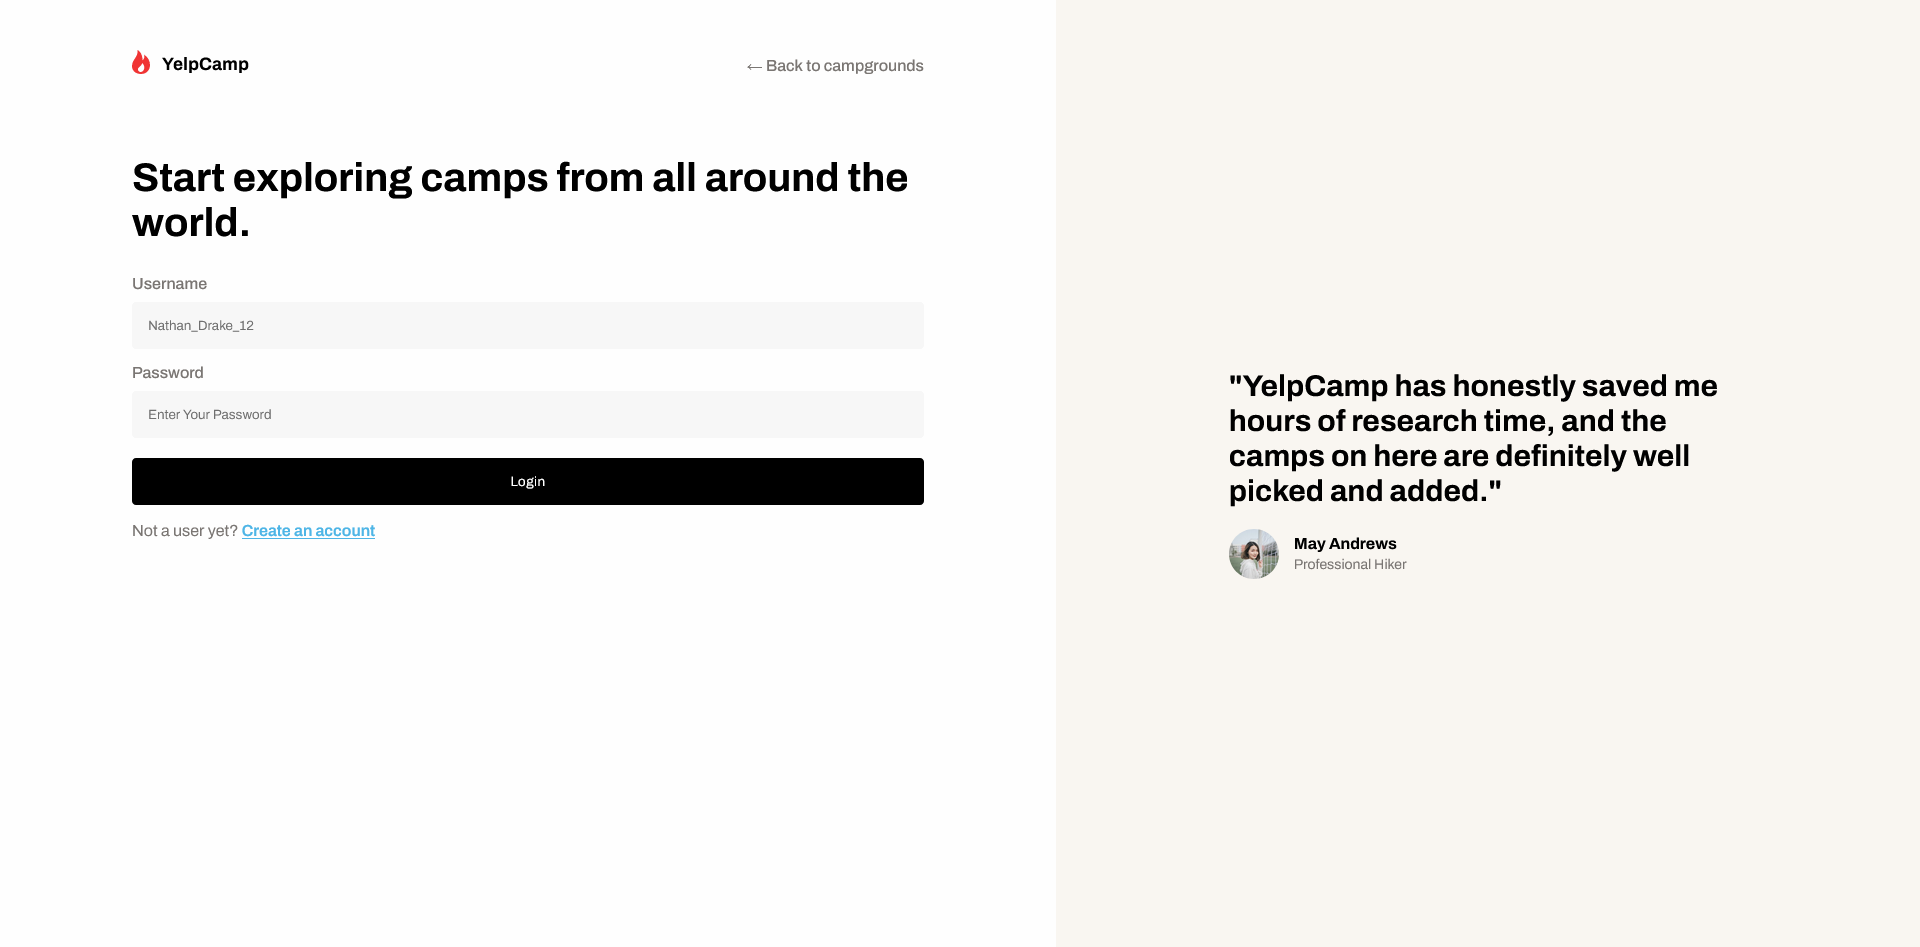 YelpCamp
← Back to campgrounds
Start exploring camps from all around the
world.
Username
Nathan_Drake_12
Password
Enter Your Password
Login
Not a user yet? Create an account
"YelpCamp has honestly saved me
hours of research time, and the
camps on here are definitely well
picked and added."
May Andrews
Professional Hiker